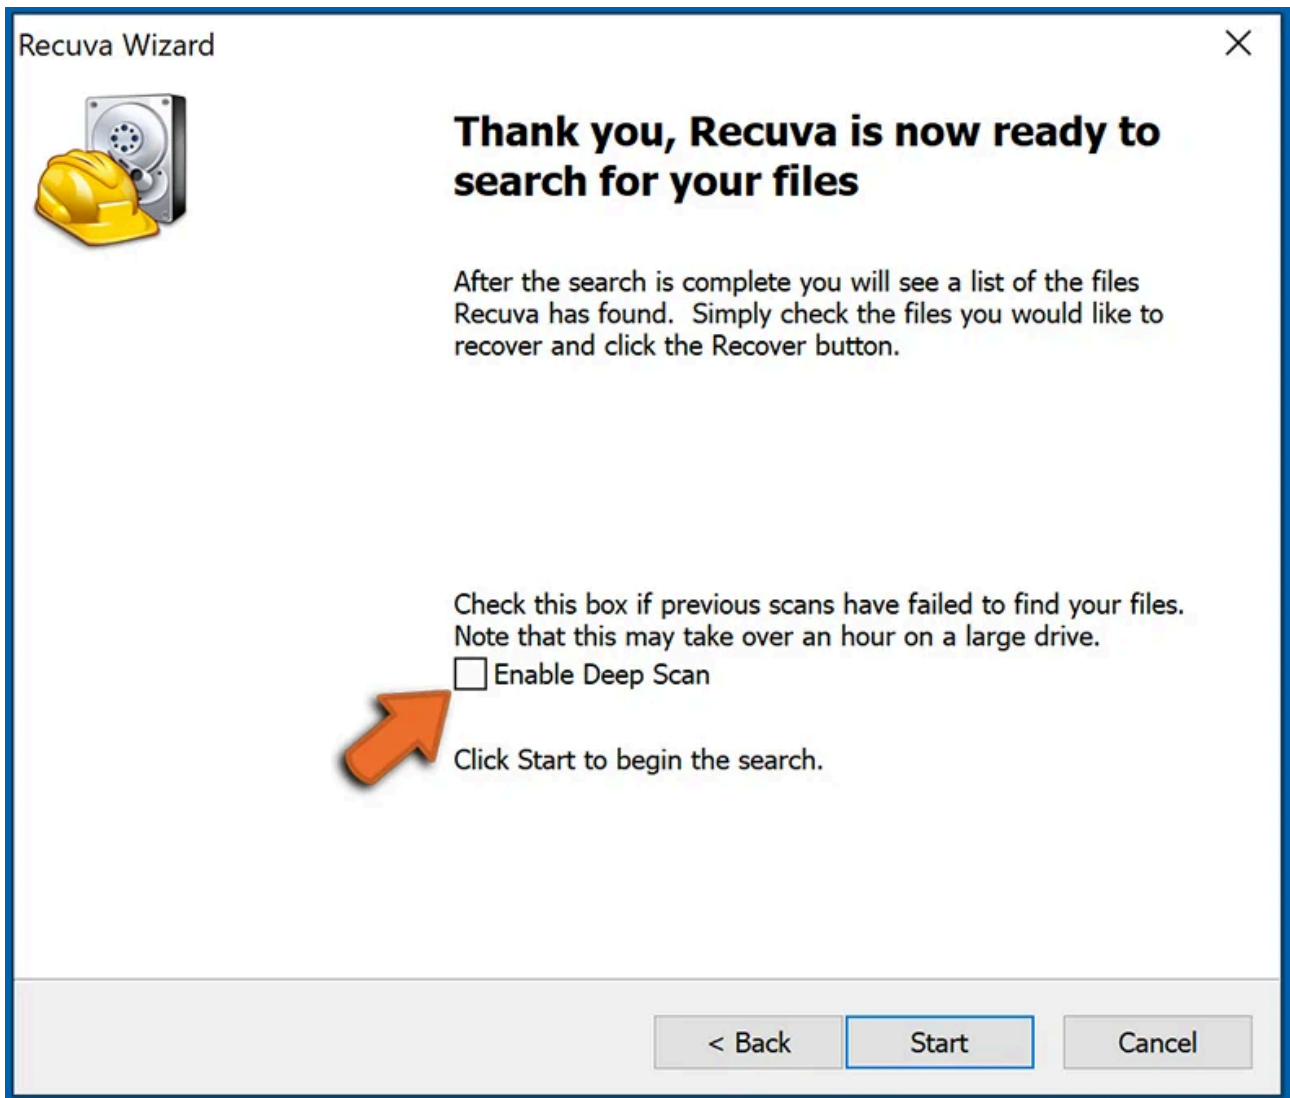 Recuva Wizard
Thank you, Recuva is now ready to
search for your files
After the search is complete you will see a list of the files
Recuva has found.  Simply check the files you would like to
recover and click the Recover button.
Check this box if previous scans have failed to find your files.
Note that this may take over an hour on a large drive.
Enable Deep Scan
Click Start to begin the search.
< Back
Start
Cancel